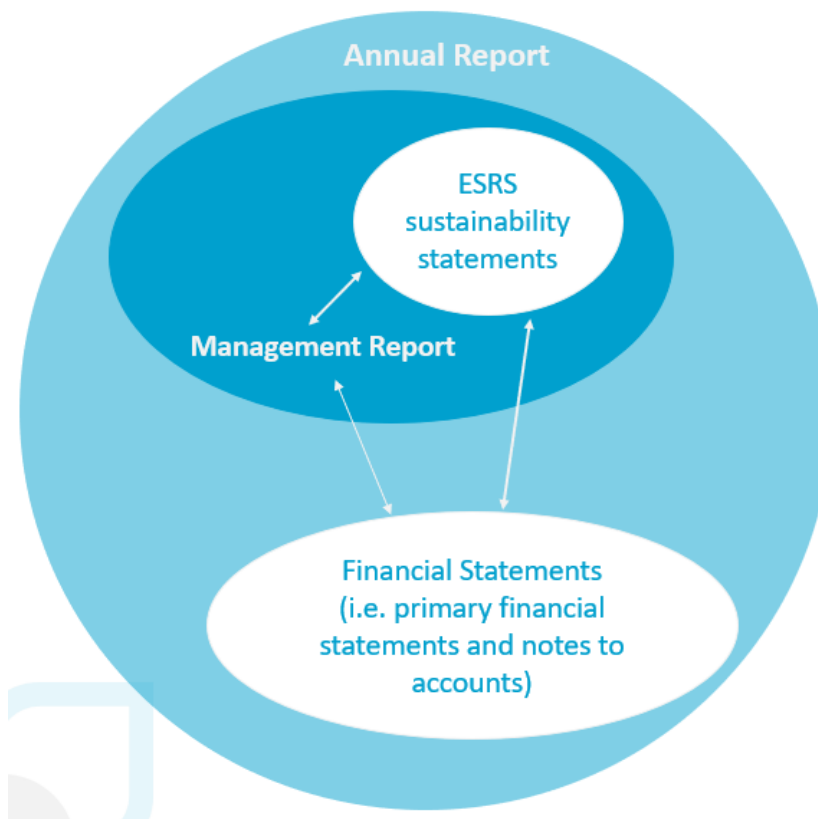 Annual Report
ESRS
sustainability
statements
Management Report
Financial Statements
(i.e. primary financial
statements and notes to
accounts)